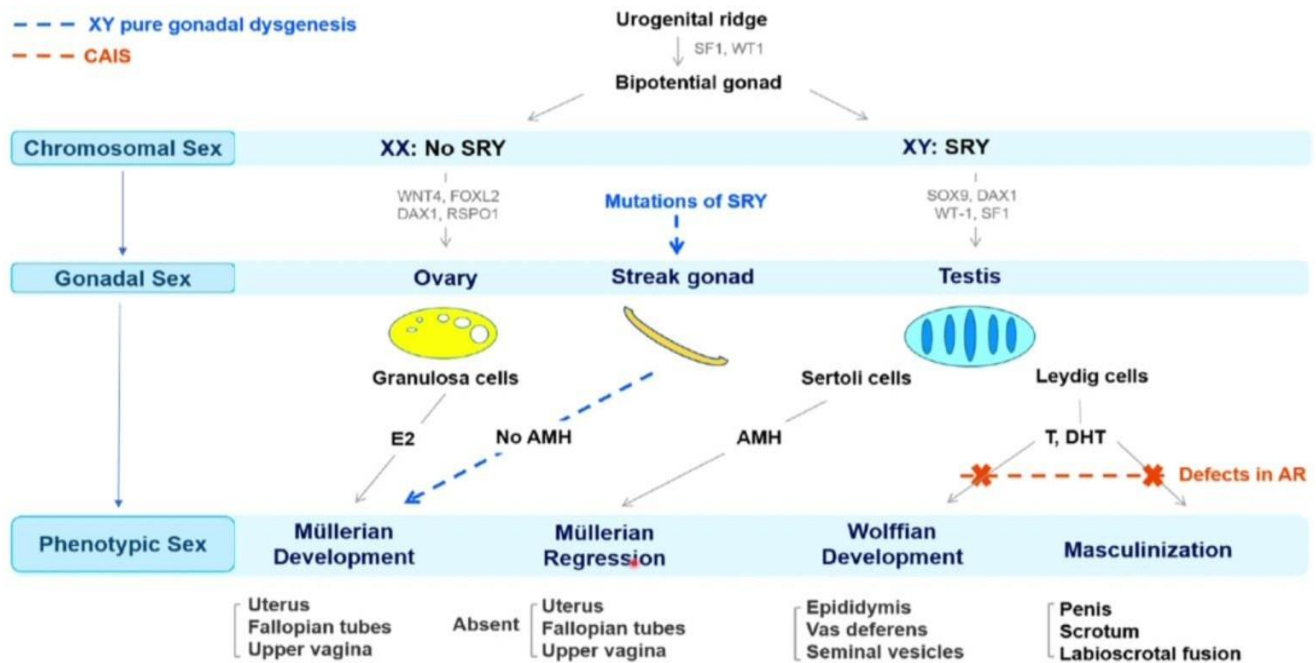 XY pure gonadal dysgenesis
CAIS
Urogenital ridge
SF1, WT1
Bipotential gonad
Chromosomal Sex
XX: No SRY
XY: SRY
WNT4, FOXL2
DAX1, RSPO1
Mutations of SRY
SOX9, DAX1
WT-1, SF1
Gonadal Sex
Ovary
Streak gonad
Testis
Granulosa cells
Sertoli cells
Leydig cells
E2
No AMH
AMH
T, DHT
Defects in AR
Phenotypic Sex
Müllerian
Development
Müllerian
Regression
Wolffian
Development
Masculinization
Uterus
Fallopian tubes
Upper vagina
Absent
Uterus
Fallopian tubes
Upper vagina
Epididymis
Vas deferens
Seminal vesicles
Penis
Scrotum
Labioscrotal fusion